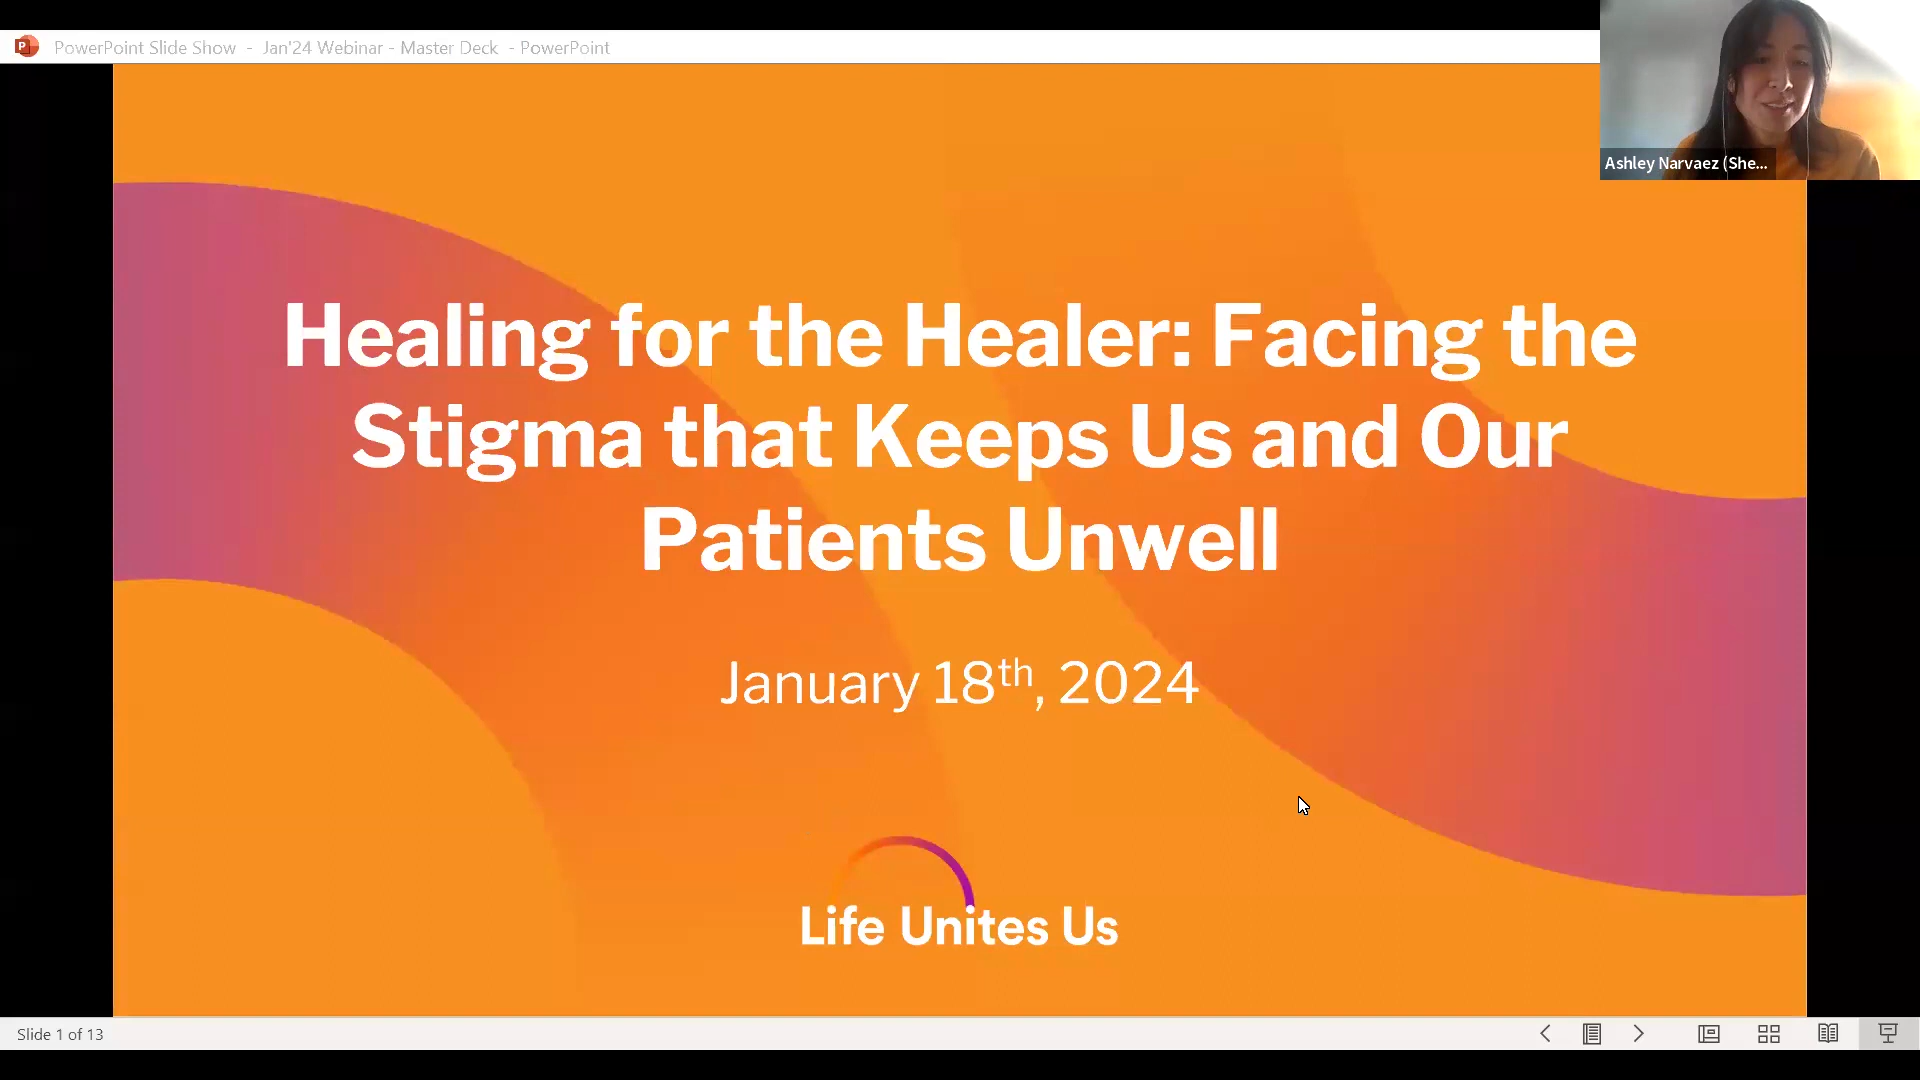 PowerPoint Slide Show - Jan'24 Webinar - Master Deck - PowerPoint
Ashley Narvaez (She...
Healing for the Healer: Facing the
Stigma that Keeps Us and Our
Patients Unwell
January 18th, 2024
Life Unites Us
Slide 1 of 13